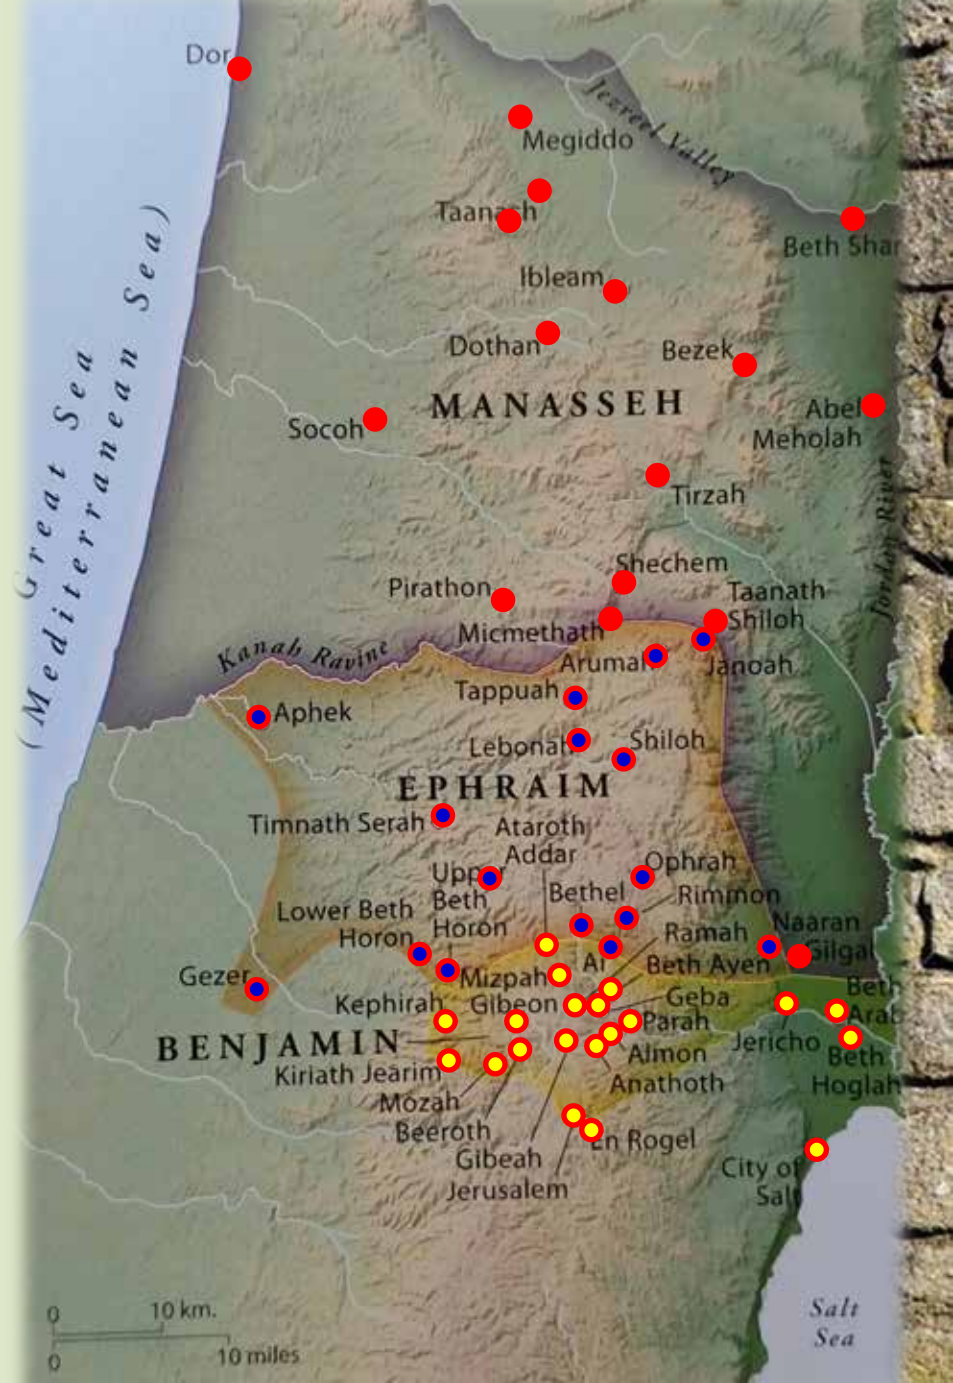 Dor
Megiddo
Jezreel Valley
Taanach
Beth Shan
Ibleam
Dothan
Bezek
MANASSEH
Abel
Meholah
Socoh
Great Sea
(Mediterranean Sea)
Tirzah
Jordan River
Shechem
Pirathon
Taanath
Shiloh
Micmethath
Kanah Ravine
Arumah
Janoah
Tappuah
Aphek
Lebonah
Shiloh
EPHRAIM
Timnath Serah
Ataroth
Addar
Upper
Beth
Horon
Ophrah
Bethel
Rimmon
Lower Beth
Horon
Naaran
Ramah
Gilgal
Ai
Beth Aven
Gezer
Mizpah
Kephirah
Gibeon
Geba
Beth
Arab
Parah
BENJAMIN
Jericho
Almon
Beth
Hoglah
Kiriath Jearim
Anathoth
Mozah
Beeroth
En Rogel
Gibeah
City of
Salt
Jerusalem
Salt
Sea
0 10 km.
0 10 miles